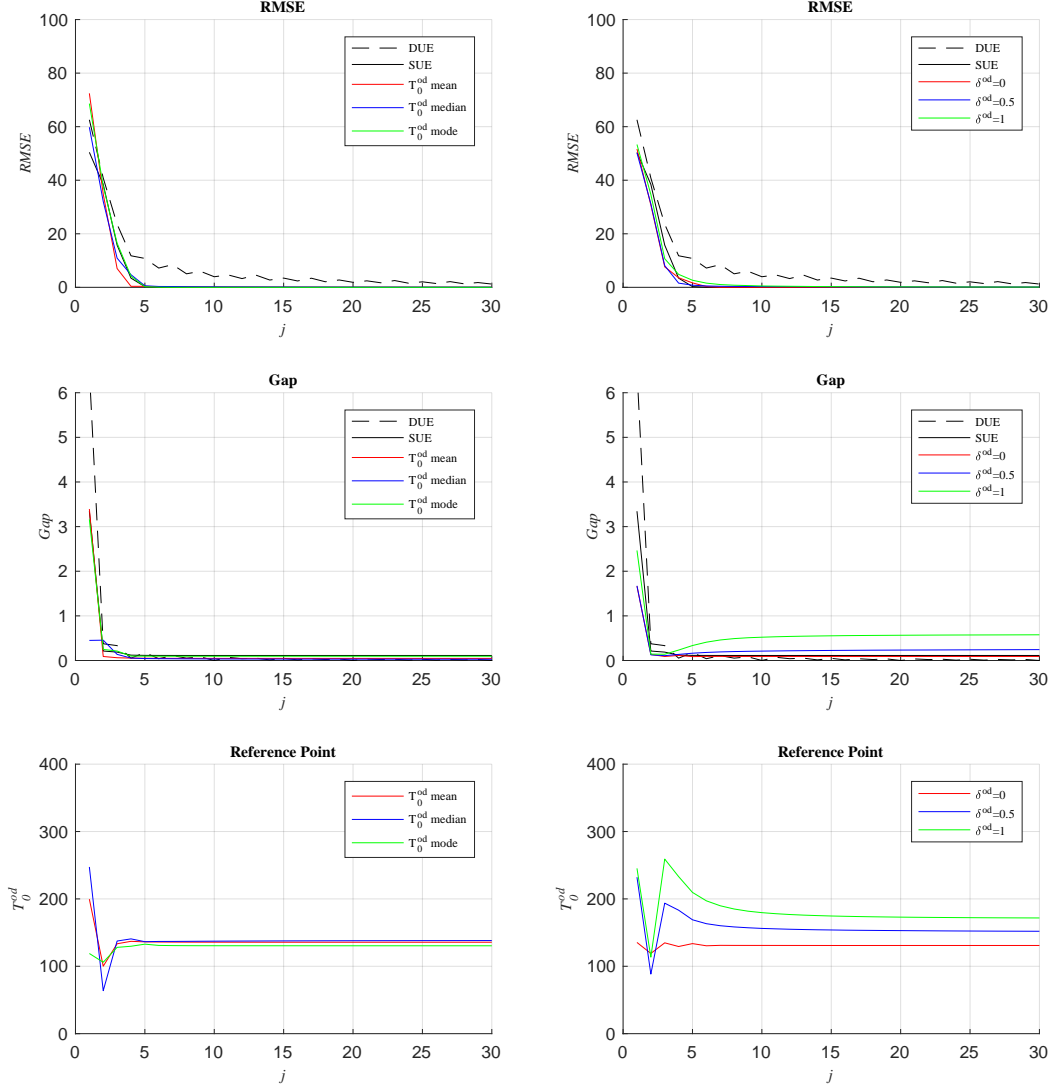 RMSE
100
80
60
40
20
0
RMSE
0 5 10 15 20 25 30
j
DUE
SUE
T₀ᵒᵈ mean
T₀ᵒᵈ median
T₀ᵒᵈ mode
RMSE
100
80
60
40
20
0
RMSE
0 5 10 15 20 25 30
j
DUE
SUE
δᵒᵈ=0
δᵒᵈ=0.5
δᵒᵈ=1
Gap
6
5
4
3
2
1
0
Gap
0 5 10 15 20 25 30
j
DUE
SUE
T₀ᵒᵈ mean
T₀ᵒᵈ median
T₀ᵒᵈ mode
Gap
6
5
4
3
2
1
0
Gap
0 5 10 15 20 25 30
j
DUE
SUE
δᵒᵈ=0
δᵒᵈ=0.5
δᵒᵈ=1
Reference Point
400
300
200
100
0
T₀ᵒᵈ
0 5 10 15 20 25 30
j
T₀ᵒᵈ mean
T₀ᵒᵈ median
T₀ᵒᵈ mode
Reference Point
400
300
200
100
0
T₀ᵒᵈ
0 5 10 15 20 25 30
j
δᵒᵈ=0
δᵒᵈ=0.5
δᵒᵈ=1